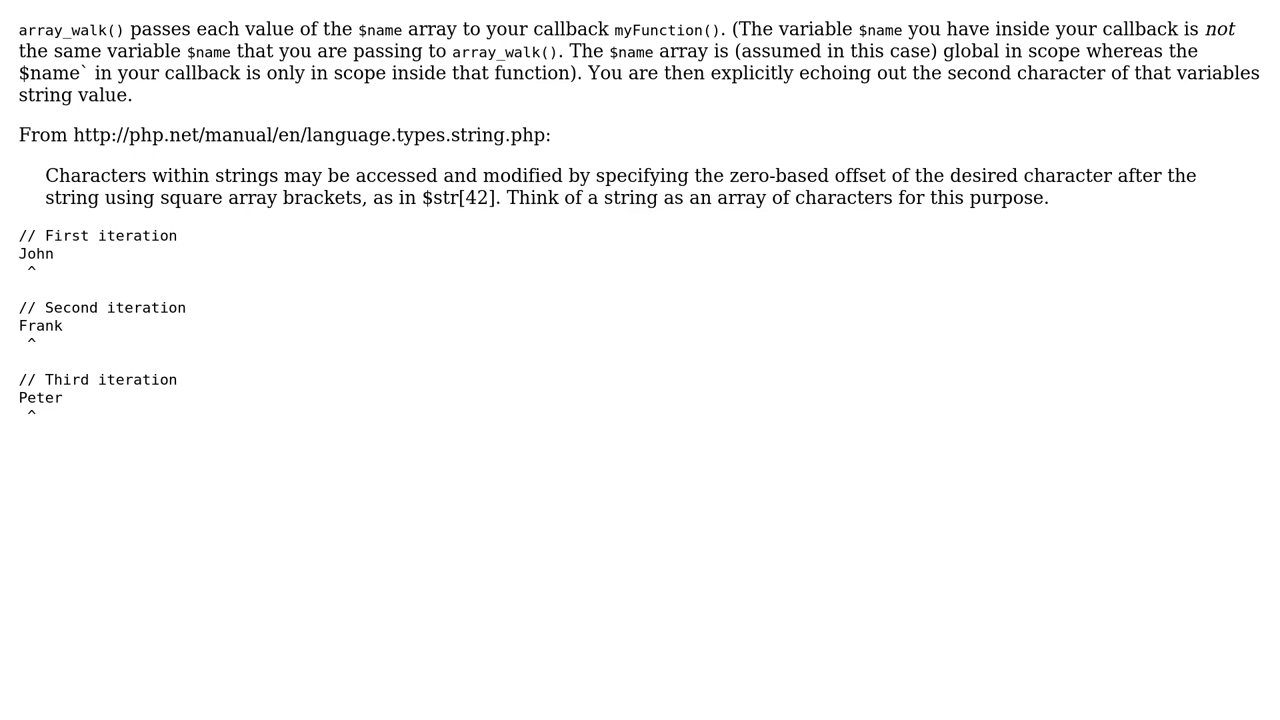 array_walk() passes each value of the $name array to your callback myFunction(). (The variable $name you have inside your callback is not
the same variable $name that you are passing to array_walk(). The $name array is (assumed in this case) global in scope whereas the
$name` in your callback is only in scope inside that function). You are then explicitly echoing out the second character of that variables
string value.
From http://php.net/manual/en/language.types.string.php:
Characters within strings may be accessed and modified by specifying the zero-based offset of the desired character after the
string using square array brackets, as in $str[42]. Think of a string as an array of characters for this purpose.
// First iteration
John
 ^
// Second iteration
Frank
 ^
// Third iteration
Peter
 ^